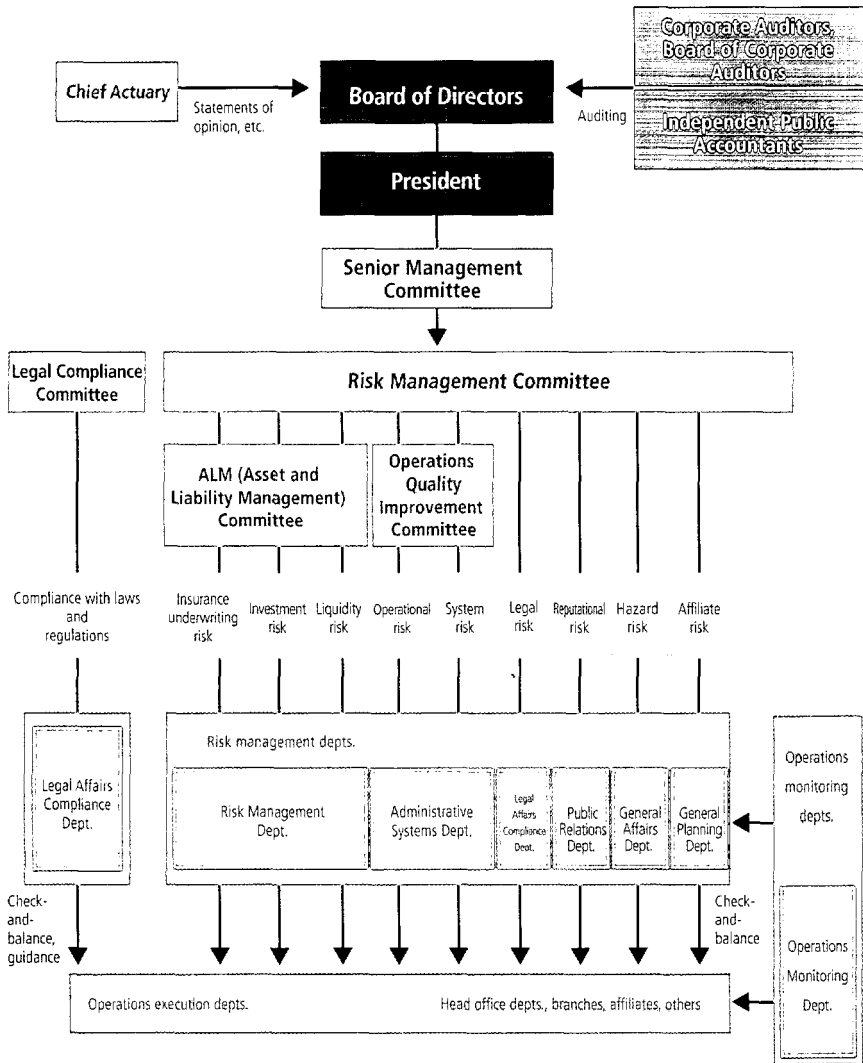 Corporate Auditors,
Board of Corporate
Auditors
Chief Actuary
Board of Directors
Statements of
opinion, etc.
Auditing
Independent Public
Accountants
President
Senior Management
Committee
Legal Compliance
Committee
Risk Management Committee
ALM (Asset and
Liability Management)
Committee
Operations
Quality
Improvement
Committee
Compliance with laws
and
regulations
Insurance
underwriting
risk
Investment
risk
Liquidity
risk
Operational
risk
System
risk
Legal
risk
Reputational
risk
Hazard
risk
Affiliate
risk
Risk management depts.
Legal Affairs
Compliance
Dept.
Risk Management
Dept.
Administrative
Systems Dept.
Legal
Affairs
Compliance
Dept.
Public
Relations
Dept.
General
Affairs
Dept.
General
Planning
Dept.
Operations
monitoring
depts.
Check-
and-
balance,
guidance
Check-
and-
balance
Operations
Monitoring
Dept.
Operations execution depts.
Head office depts., branches, affiliates, others